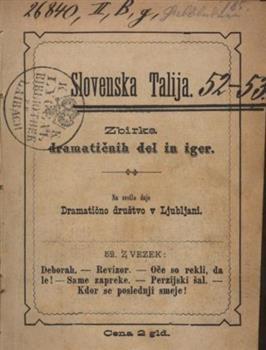 26840, II, B, g,
Slovenska Talija. 52-53.
Zbirka
dramatičnih del in iger.
Na svetlo daje
Dramatično društvo v Ljubljani.
52. ZVEZEK:
Deborah. — Revizor. — Oče so rekli, da
le! — Same zapreke. — Perzijski šal. —
Kdor se poslednji smeje!
Cena 2 gld.